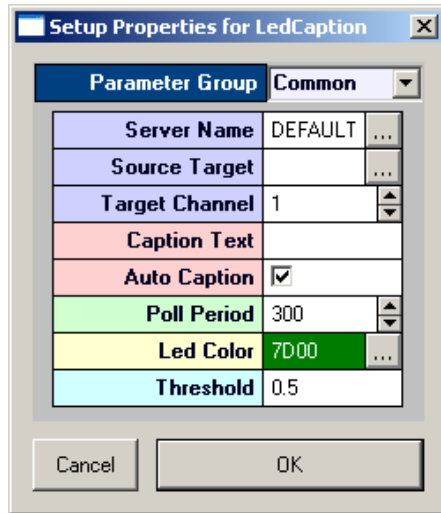 Setup Properties for LedCaption
Parameter Group Common
Server Name DEFAULT ...
Source Target ...
Target Channel 1
Caption Text
Auto Caption
Poll Period 300
Led Color 7D00 ...
Threshold 0.5
Cancel OK